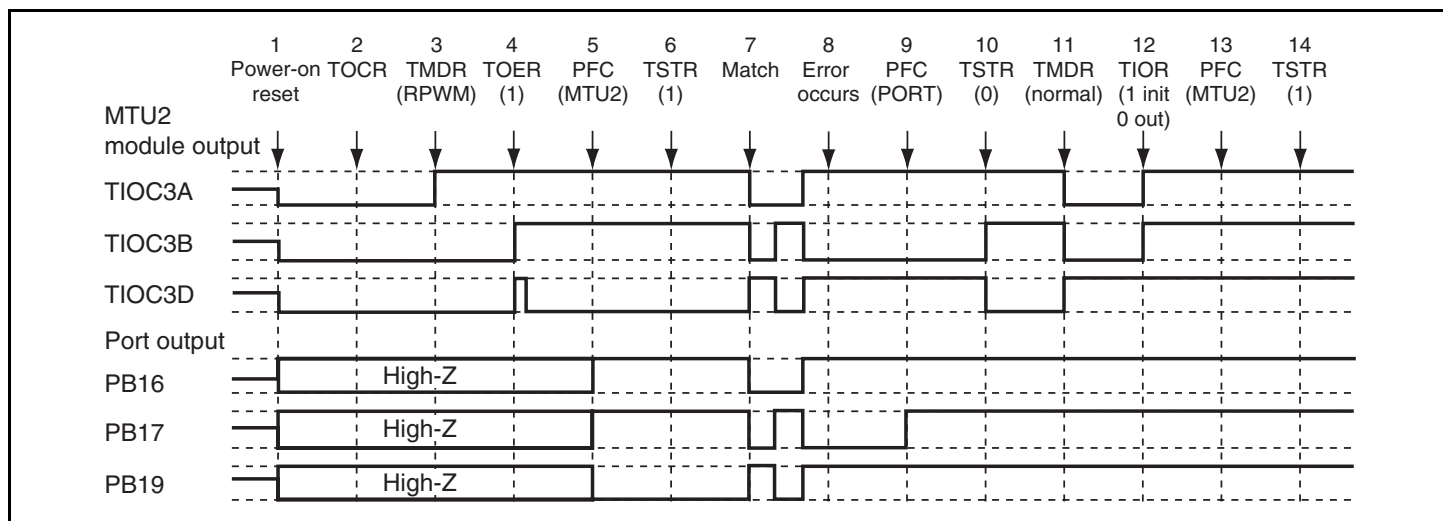 1 2 3 4 5 6 7 8 9 10 11 12 13 14
Power-on TOCR TMDR TOER PFC TSTR Match Error PFC TSTR TMDR TIOR PFC TSTR
reset (RPWM) (1) (MTU2) (1) occurs (PORT) (0) (normal) (1 init (MTU2) (1)
0 out)
MTU2
module output
TIOC3A
TIOC3B
TIOC3D
Port output
PB16 High-Z
PB17 High-Z
PB19 High-Z